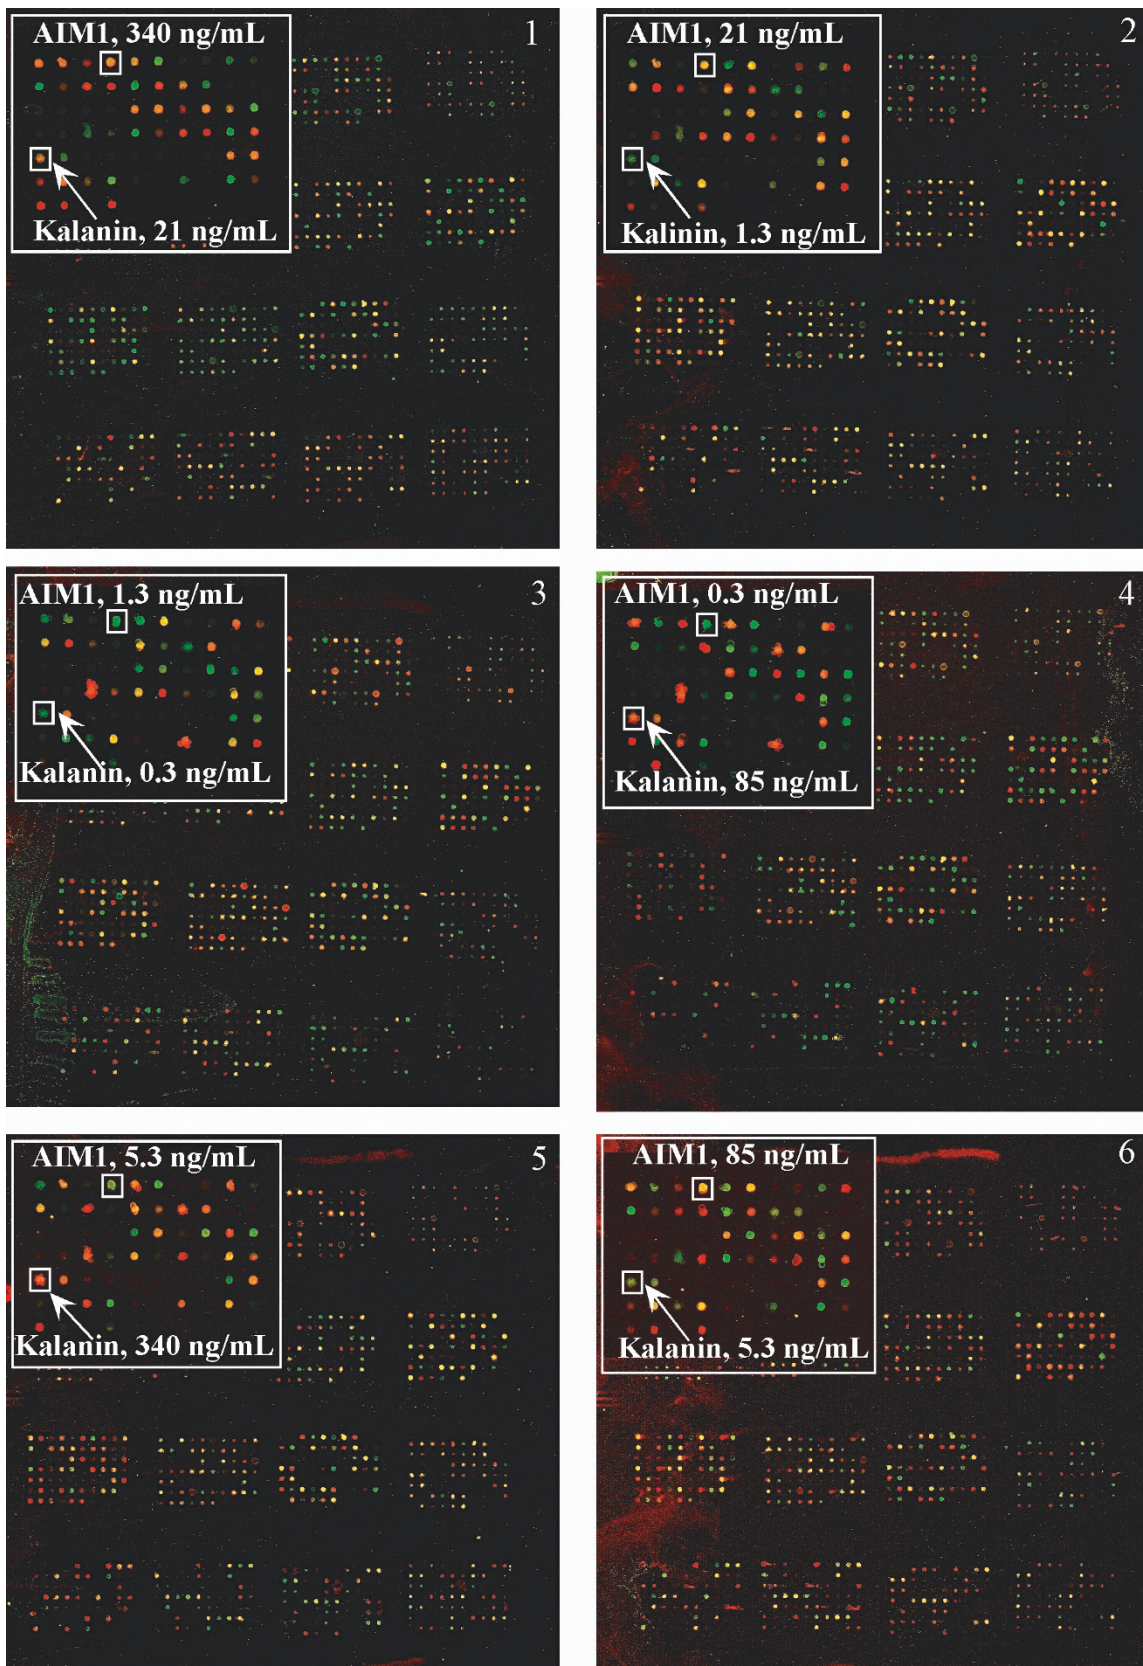 AIM1, 340 ng/mL
1
Kalanin, 21 ng/mL
AIM1, 21 ng/mL
2
Kalinin, 1.3 ng/mL
AIM1, 1.3 ng/mL
3
Kalanin, 0.3 ng/mL
AIM1, 0.3 ng/mL
4
Kalanin, 85 ng/mL
AIM1, 5.3 ng/mL
5
Kalanin, 340 ng/mL
AIM1, 85 ng/mL
6
Kalanin, 5.3 ng/mL